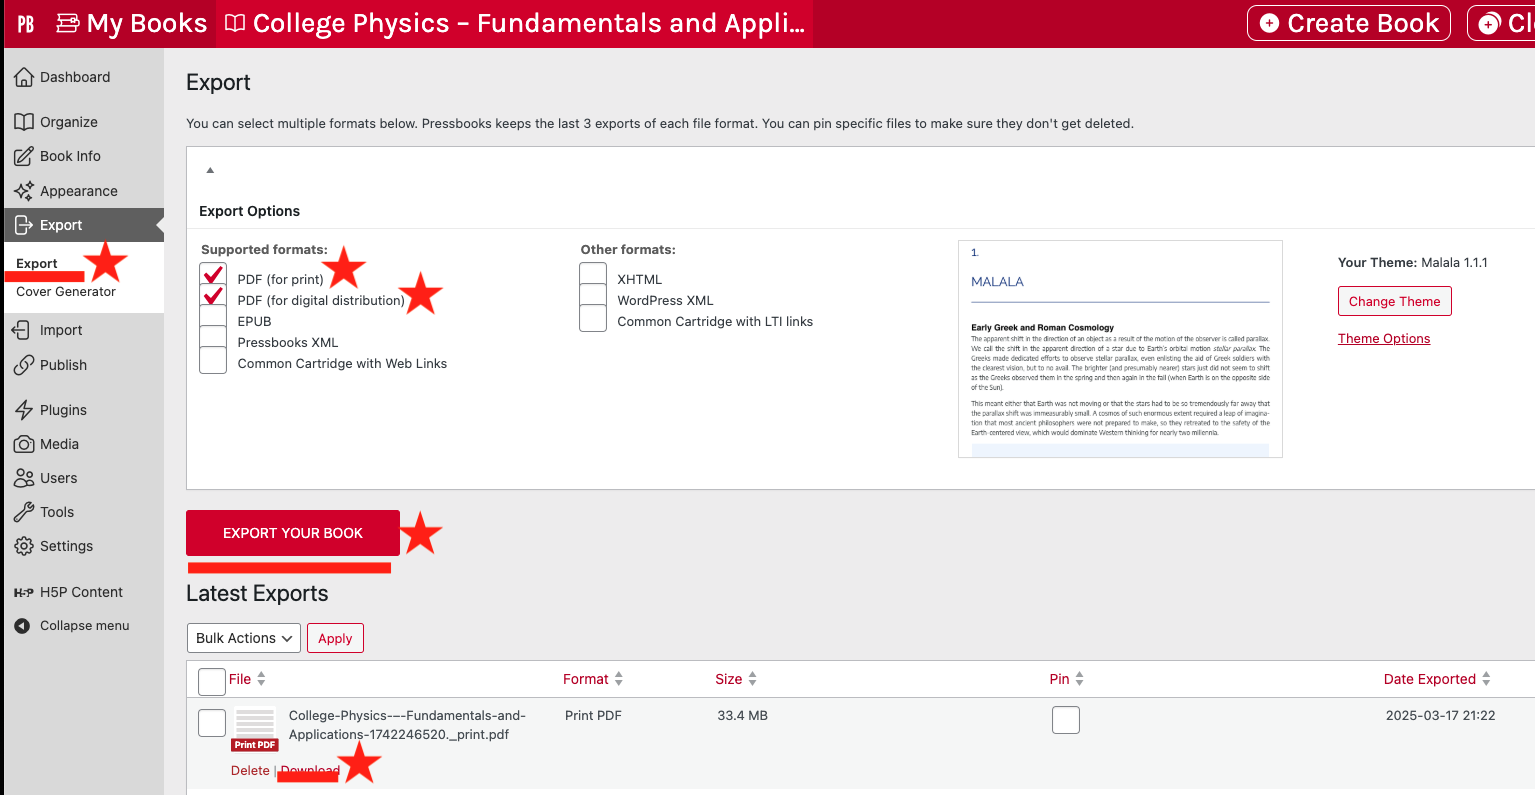 PB My Books College Physics – Fundamentals and Appli... Create Book
Dashboard
Organize
Book Info
Appearance
Export
Export
Cover Generator
Import
Publish
Plugins
Media
Users
Tools
Settings
H-P H5P Content
Collapse menu
Export
You can select multiple formats below. Pressbooks keeps the last 3 exports of each file format. You can pin specific files to make sure they don't get deleted.
Export Options
Supported formats:
PDF (for print)
PDF (for digital distribution)
EPUB
Pressbooks XML
Common Cartridge with Web Links
Other formats:
XHTML
WordPress XML
Common Cartridge with LTI links
1.
MALALA
Early Greek and Roman Cosmology
The apparent shift in the direction of an object as a result of the motion of the observer is called parallax.
We call the shift in the apparent direction of a star due to Earth's orbital motion stellar parallax. The
Greeks made dedicated efforts to observe stellar parallax, even enlisting the aid of Greek soldiers with
the clearest vision, but to no avail. The brighter (and presumably nearer) stars just did not seem to shift
as the Greeks observed them in the spring and then again in the fall (when Earth is on the opposite side
of the Sun).
This meant either that Earth was not moving or that the stars had to be so tremendously far away that
the parallax shift was immeasurably small. A cosmos of such enormous extent required a leap of imagina-
tion that most ancient philosophers were not prepared to make, so they retreated to the safety of the
Earth-centered view, which would dominate Western thinking for nearly two millennia.
Your Theme: Malala 1.1.1
Change Theme
Theme Options
EXPORT YOUR BOOK
Latest Exports
Bulk Actions Apply
File Format Size Pin Date Exported
College-Physics-–-Fundamentals-and-
Applications-1742246520._print.pdf
Print PDF
Print PDF 33.4 MB 2025-03-17 21:22
Delete | Download